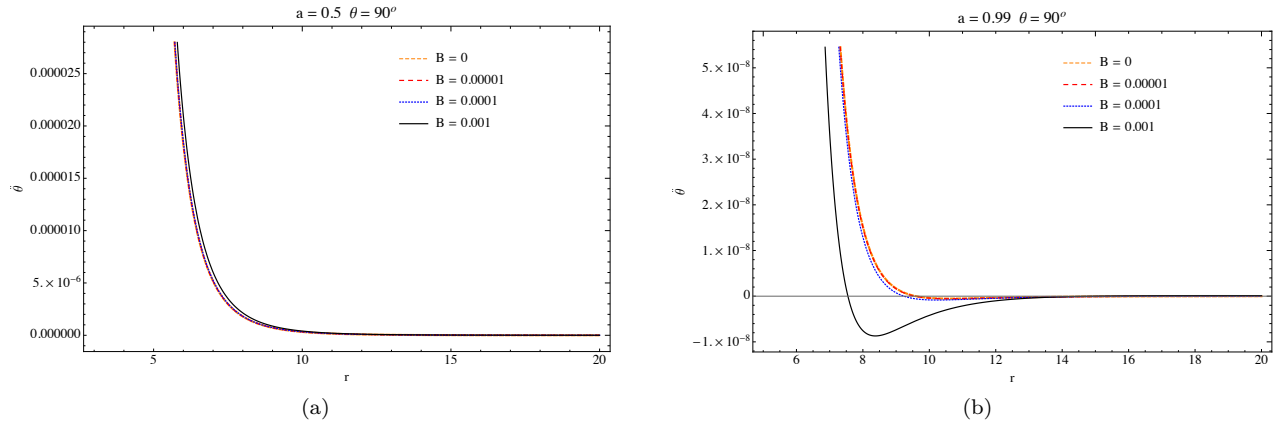 a = 0.5 θ = 90°
0.000025
0.000020
0.000015
0.000010
5.×10⁻⁶
0.000000
θ̈
B = 0
B = 0.00001
B = 0.0001
B = 0.001
5 10 15 20
r
(a)
a = 0.99 θ = 90°
5.×10⁻⁸
4.×10⁻⁸
3.×10⁻⁸
2.×10⁻⁸
1.×10⁻⁸
0
−1.×10⁻⁸
θ̈
B = 0
B = 0.00001
B = 0.0001
B = 0.001
6 8 10 12 14 16 18 20
r
(b)